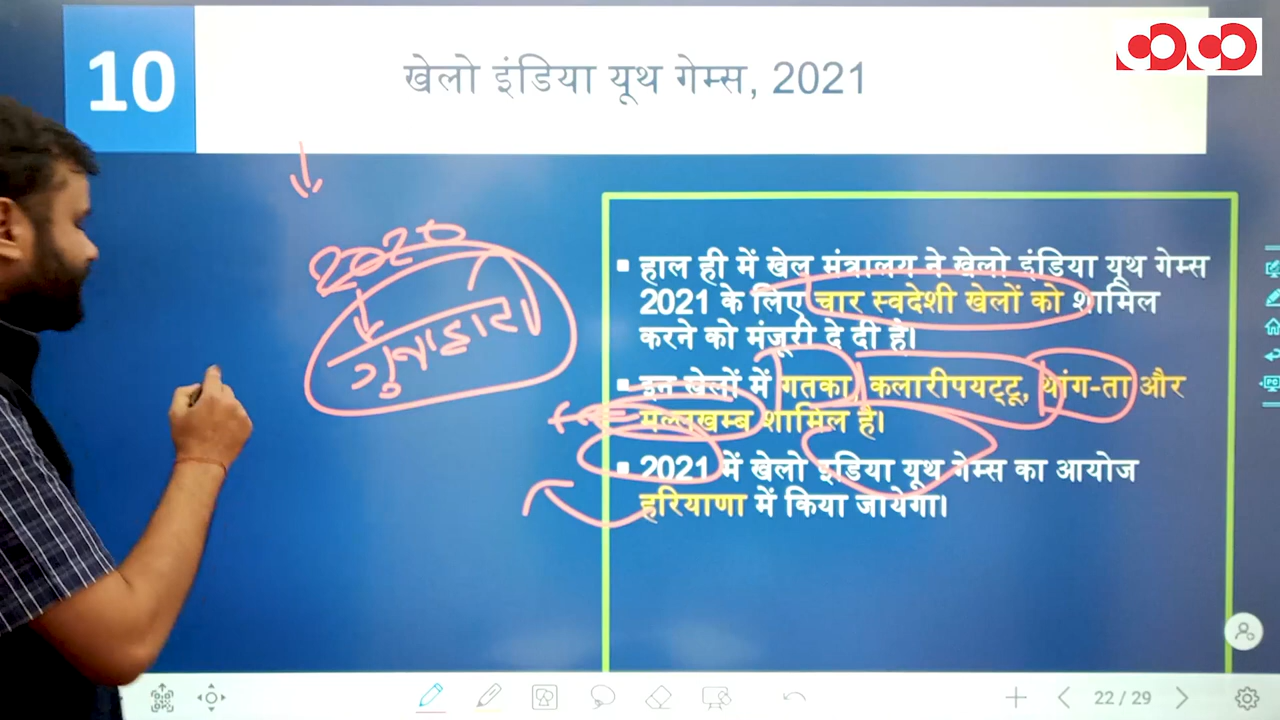 10
खेलो इंडिया यूथ गेम्स, 2021
2020
▪ हाल ही में खेल मंत्रालय ने खेलो इंडिया यूथ गेम्स
2021 के लिए चार स्वदेशी खेलों को शामिल
करने को मंजूरी दे दी है।
▪ इन खेलों में गतका, कलारीपयट्टू, थांग-ता और
मल्लखम्ब शामिल है।
▪ 2021 में खेलो इंडिया यूथ गेम्स का आयोज
हरियाणा में किया जायेगा।
22 / 29